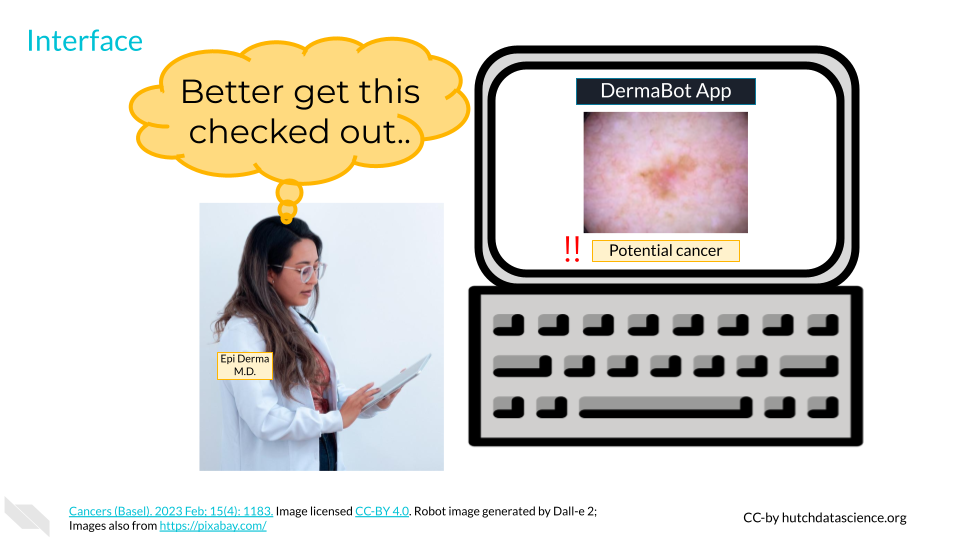 Interface
Better get this
checked out..
DermaBot App
!! Potential cancer
Epi Derma
M.D.
Cancers (Basel). 2023 Feb; 15(4): 1183. Image licensed CC-BY 4.0. Robot image generated by Dall-e 2;
Images also from https://pixabay.com/
CC-by hutchdatascience.org